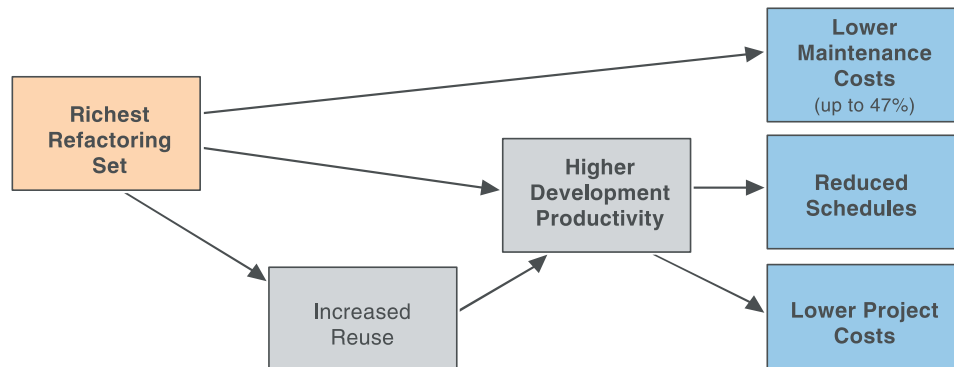 Richest
Refactoring
Set
Increased
Reuse
Higher
Development
Productivity
Lower
Maintenance
Costs
(up to 47%)
Reduced
Schedules
Lower Project
Costs